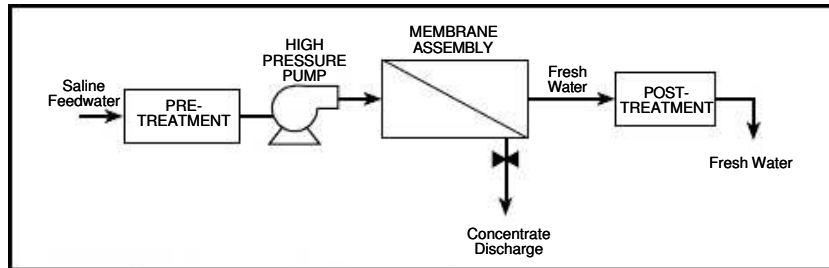 Saline
Feedwater
PRE-
TREATMENT
HIGH
PRESSURE
PUMP
MEMBRANE
ASSEMBLY
Fresh
Water
POST-
TREATMENT
Fresh Water
Concentrate
Discharge